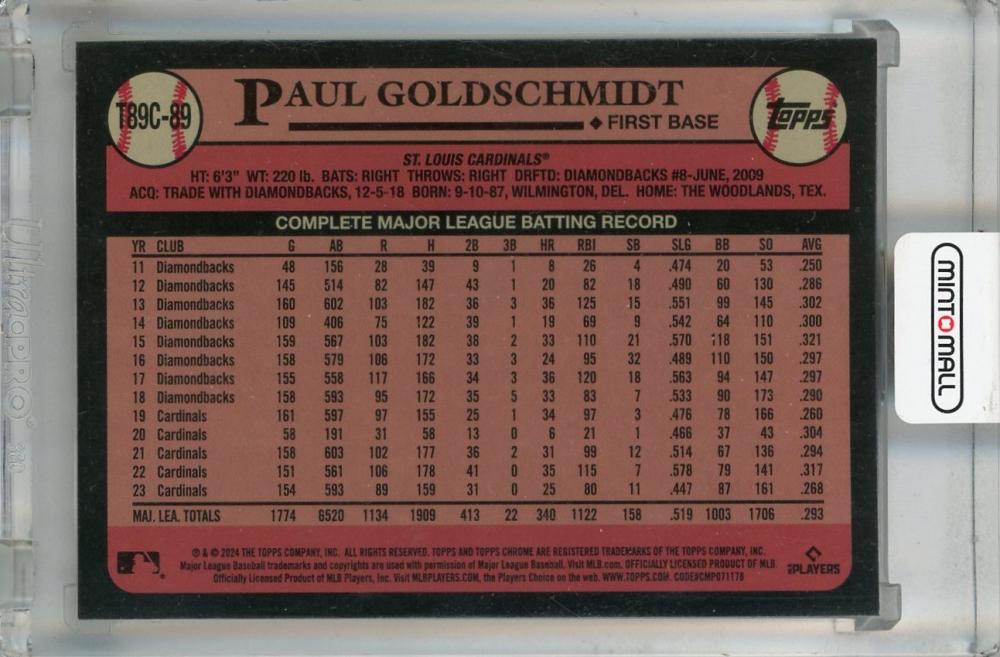 T89C-89
PAUL GOLDSCHMIDT
◆ FIRST BASE
Topps
ST. LOUIS CARDINALS®
HT: 6'3" WT: 220 lb. BATS: RIGHT THROWS: RIGHT DRFTD: DIAMONDBACKS #8-JUNE, 2009
ACQ: TRADE WITH DIAMONDBACKS, 12-5-18 BORN: 9-10-87, WILMINGTON, DEL. HOME: THE WOODLANDS, TEX.
COMPLETE MAJOR LEAGUE BATTING RECORD
YR CLUB G AB R H 2B 3B HR RBI SB SLG BB SO AVG
11 Diamondbacks 48 156 28 39 9 1 8 26 4 .474 20 53 .250
12 Diamondbacks 145 514 82 147 43 1 20 82 18 .490 60 130 .286
13 Diamondbacks 160 602 103 182 36 3 36 125 15 .551 99 145 .302
14 Diamondbacks 109 406 75 122 39 1 19 69 9 .542 64 110 .300
15 Diamondbacks 159 567 103 182 38 2 33 110 21 .570 118 151 .321
16 Diamondbacks 158 579 106 172 33 3 24 95 32 .489 110 150 .297
17 Diamondbacks 155 558 117 166 34 3 36 120 18 .563 94 147 .297
18 Diamondbacks 158 593 95 172 35 5 33 83 7 .533 90 173 .290
19 Cardinals 161 597 97 155 25 1 34 97 3 .476 78 166 .260
20 Cardinals 58 191 31 58 13 0 6 21 1 .466 37 43 .304
21 Cardinals 158 603 102 177 36 2 31 99 12 .514 67 136 .294
22 Cardinals 151 561 106 178 41 0 35 115 7 .578 79 141 .317
23 Cardinals 154 593 89 159 31 0 25 80 11 .447 87 161 .268
MAJ. LEA. TOTALS 1774 6520 1134 1909 413 22 340 1122 158 .519 1003 1706 .293
® & © 2024 THE TOPPS COMPANY, INC. ALL RIGHTS RESERVED. TOPPS AND TOPPS CHROME ARE REGISTERED TRADEMARKS OF THE TOPPS COMPANY, INC.
Major League Baseball trademarks and copyrights are used with permission of Major League Baseball. Visit MLB.com. OFFICIALLY LICENSED PRODUCT OF MLB.
Officially Licensed Product of MLB Players, Inc. Visit MLBPLAYERS.COM, the Players Choice on the web. WWW.TOPPS.COM. CODE#CMP071178
PLAYERS
MINTOMALL
UltraPRO